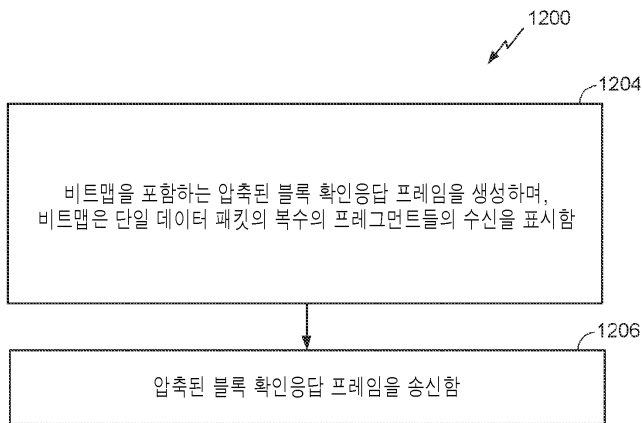 1200
1204
비트맵을 포함하는 압축된 블록 확인응답 프레임을 생성하며,
비트맵은 단일 데이터 패킷의 복수의 프레그먼트들의 수신을 표시함
1206
압축된 블록 확인응답 프레임을 송신함